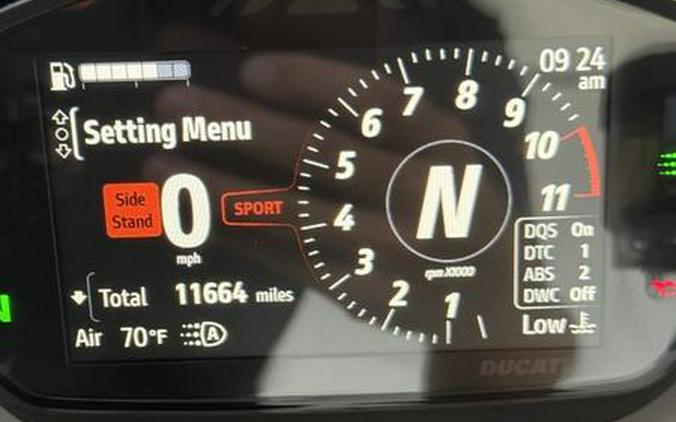 09 24
am
Setting Menu
Side
Stand
0
mph
SPORT
N
1
2
3
4
5
6
7
8
9
10
11
rpm X1000
DQS On
DTC 1
ABS 2
DWC Off
Total 11664 miles
Air 70°F
A
Low
N
DUCATI